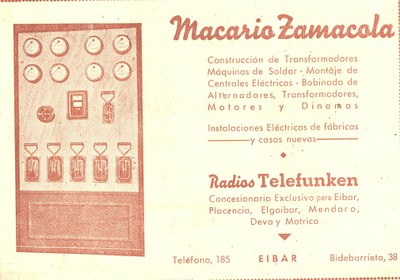 Macario Zamacola
Construcción de Transformadores
Máquinas de Soldar - Montaje de
Centrales Eléctricas - Bobinado de
Alternadores, Transformadores,
Motores y Dinamos
Instalaciones Eléctricas de fábricas
y casas nuevas
Radios Telefunken
Concesionario Exclusivo para Eibar,
Placencia, Elgoibar, Mendaro,
Deva y Motrico
Teléfono, 185 EIBAR Bidebarrieta, 38